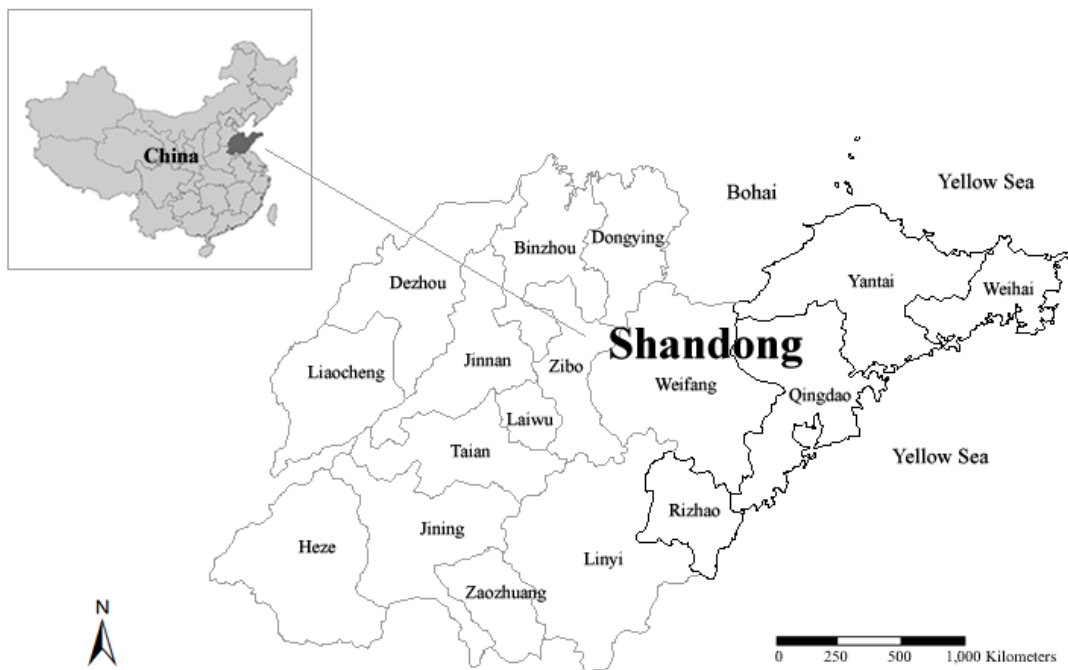 China
Bohai
Yellow Sea
Binzhou
Dongying
Dezhou
Yantai
Weihai
Shandong
Liaocheng
Jinnan
Zibo
Weifang
Qingdao
Laiwu
Taian
Yellow Sea
Rizhao
Jining
Heze
Linyi
Zaozhuang
N
0 250 500 1,000 Kilometers